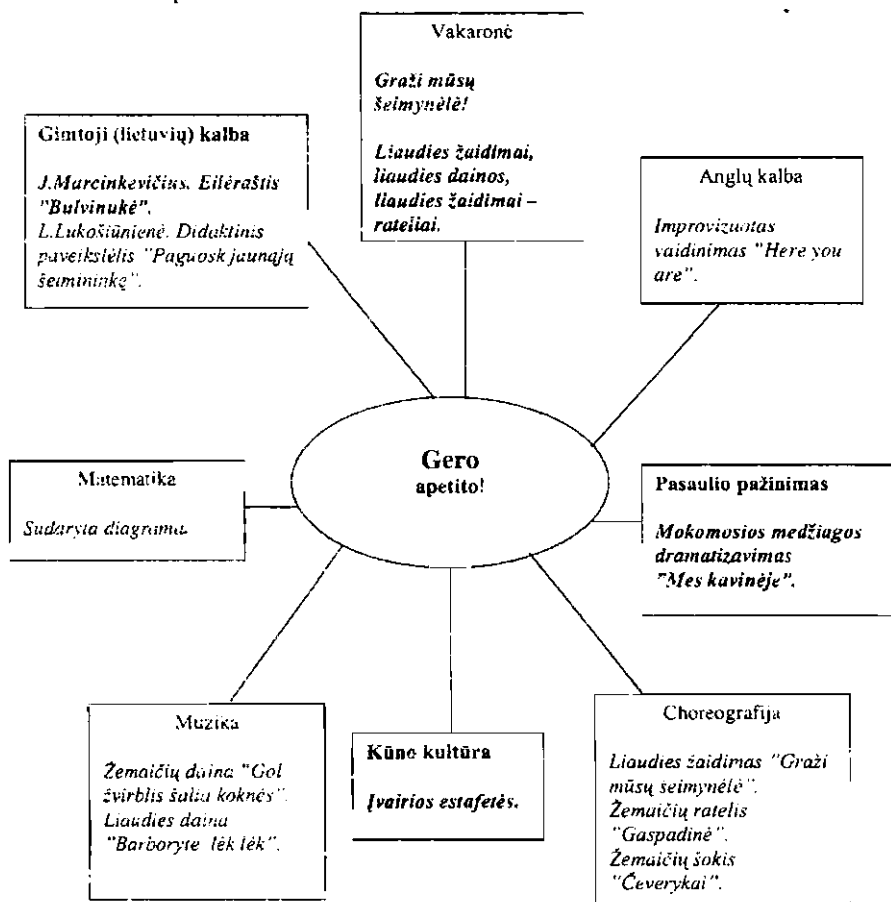 Vakaronė
Graži mūsų
šeimynėlė!
Liaudies žaidimai,
liaudies dainos,
liaudies žaidimai –
rateliai.
Gimtoji (lietuvių) kalba
J.Marcinkevičius. Eilėraštis
"Bulvinukė".
L.Lukošiūnienė. Didaktinis
paveikslėlis "Paguosk jaunąją
šeimininkę".
Anglų kalba
Improvizuotas
vaidinimas "Here you
are".
Gero
apetito!
Matematika
Sudaryta diagrama.
Pasaulio pažinimas
Mokomosios medžiagos
dramatizavimas
"Mes kavinėje".
Muzika
Žemaičių daina "Gol
žvirblis šalia koknės".
Liaudies daina
"Barboryte lėk lėk".
Kūno kultūra
Įvairios estafetės.
Choreografija
Liaudies žaidimas "Graži
mūsų šeimynėlė".
Žemaičių ratelis
"Gaspadinė".
Žemaičių šokis
"Čeverykai".